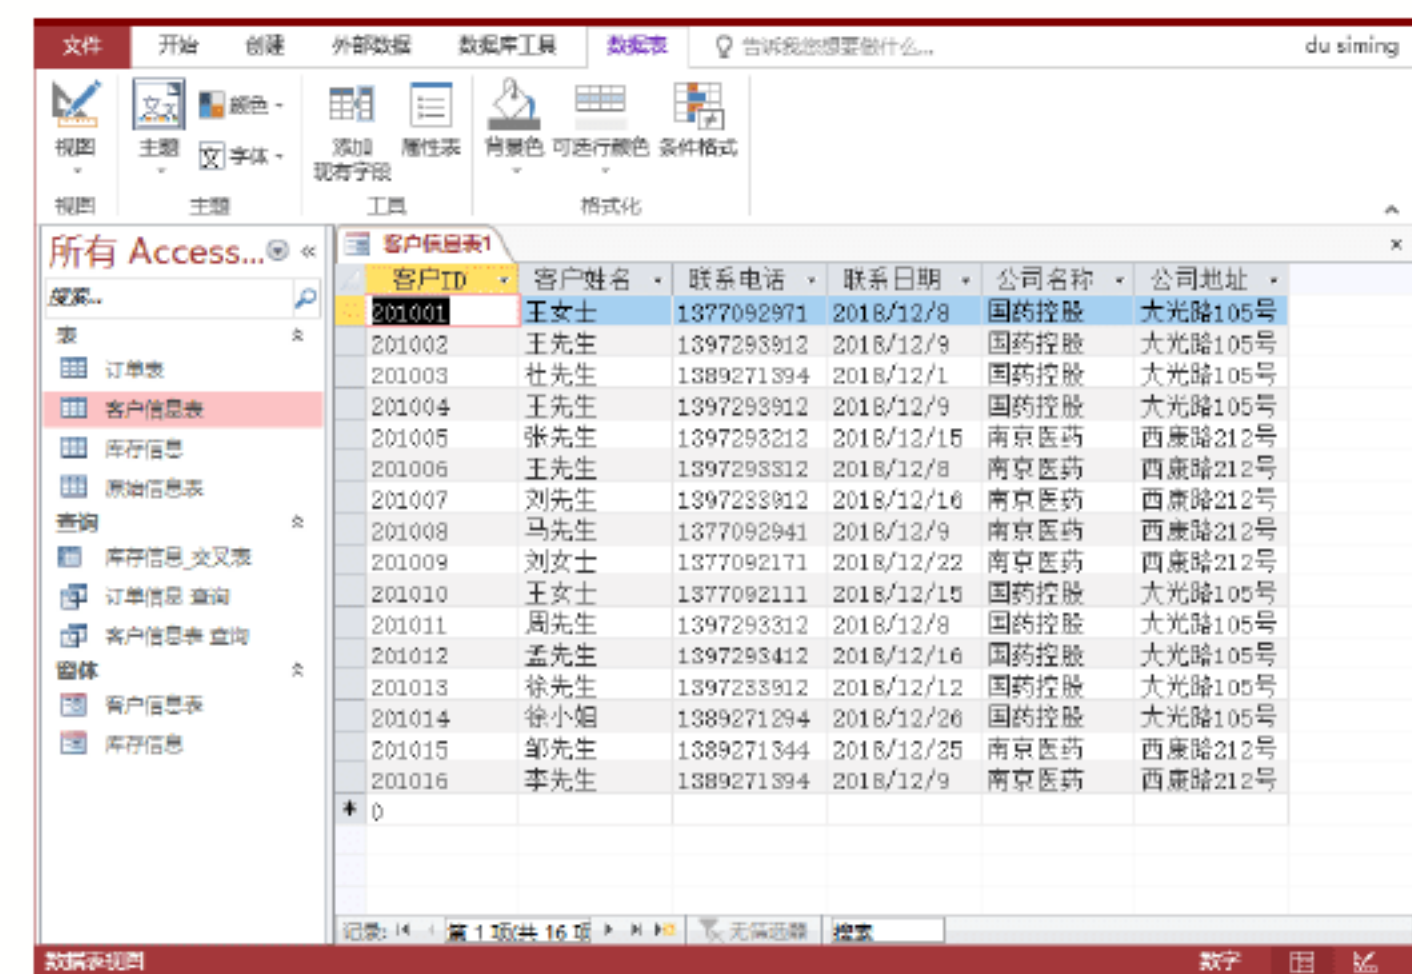 文件 开始 创建 外部数据 数据库工具 数据表 告诉我您想要做什么... du siming
视图 主题 颜色 字体 添加现有字段 属性表 背景色 可选行颜色 条件格式
视图 主题 工具 格式化
所有 Access...
搜索...
表
订单表
客户信息表
库存信息
原始信息表
查询
库存信息_交叉表
订单信息 查询
客户信息表 查询
窗体
客户信息表
库存信息
客户信息表1
客户ID 客户姓名 联系电话 联系日期 公司名称 公司地址
201001 王女士 1377092971 2018/12/8 国药控股 大光路105号
201002 王先生 1397293912 2018/12/9 国药控股 大光路105号
201003 杜先生 1389271394 2018/12/1 国药控股 大光路105号
201004 王先生 1397293912 2018/12/9 国药控股 大光路105号
201005 张先生 1397293212 2018/12/15 南京医药 西康路212号
201006 王先生 1397293312 2018/12/8 南京医药 西康路212号
201007 刘先生 1397233912 2018/12/16 南京医药 西康路212号
201008 马先生 1377092941 2018/12/9 南京医药 西康路212号
201009 刘女士 1377092171 2018/12/22 南京医药 西康路212号
201010 王女士 1377092111 2018/12/15 国药控股 大光路105号
201011 周先生 1397293312 2018/12/8 国药控股 大光路105号
201012 孟先生 1397293412 2018/12/16 国药控股 大光路105号
201013 徐先生 1397233912 2018/12/12 国药控股 大光路105号
201014 徐小姐 1389271294 2018/12/26 国药控股 大光路105号
201015 邹先生 1389271344 2018/12/25 南京医药 西康路212号
201016 李先生 1389271394 2018/12/9 南京医药 西康路212号
* 0
记录: 第 1 项(共 16 项 无筛选器 搜索
数据表视图 数字